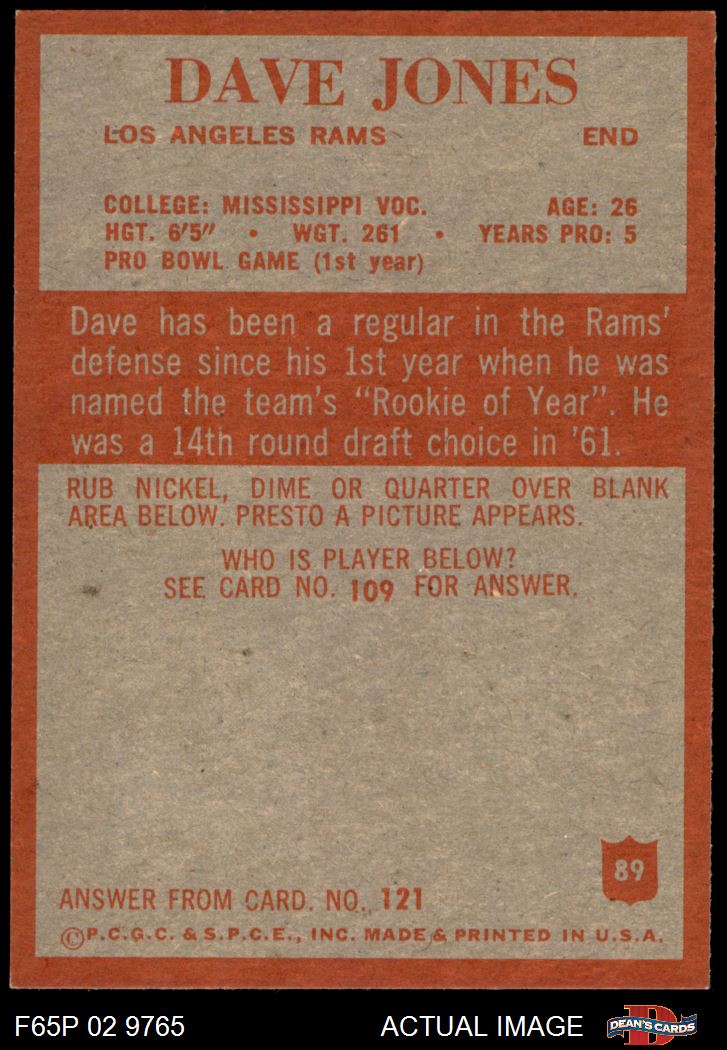 DAVE JONES
LOS ANGELES RAMS END
COLLEGE: MISSISSIPPI VOC. AGE: 26
HGT. 6'5" • WGT. 261 • YEARS PRO: 5
PRO BOWL GAME (1st year)
Dave has been a regular in the Rams'
defense since his 1st year when he was
named the team's "Rookie of Year". He
was a 14th round draft choice in '61.
RUB NICKEL, DIME OR QUARTER OVER BLANK
AREA BELOW. PRESTO A PICTURE APPEARS.
WHO IS PLAYER BELOW?
SEE CARD NO. 109 FOR ANSWER.
89
ANSWER FROM CARD. NO. 121
©P.C.G.C. & S.P.C.E., INC. MADE & PRINTED IN U.S.A.
F65P 02 9765 ACTUAL IMAGE DEAN'S CARDS